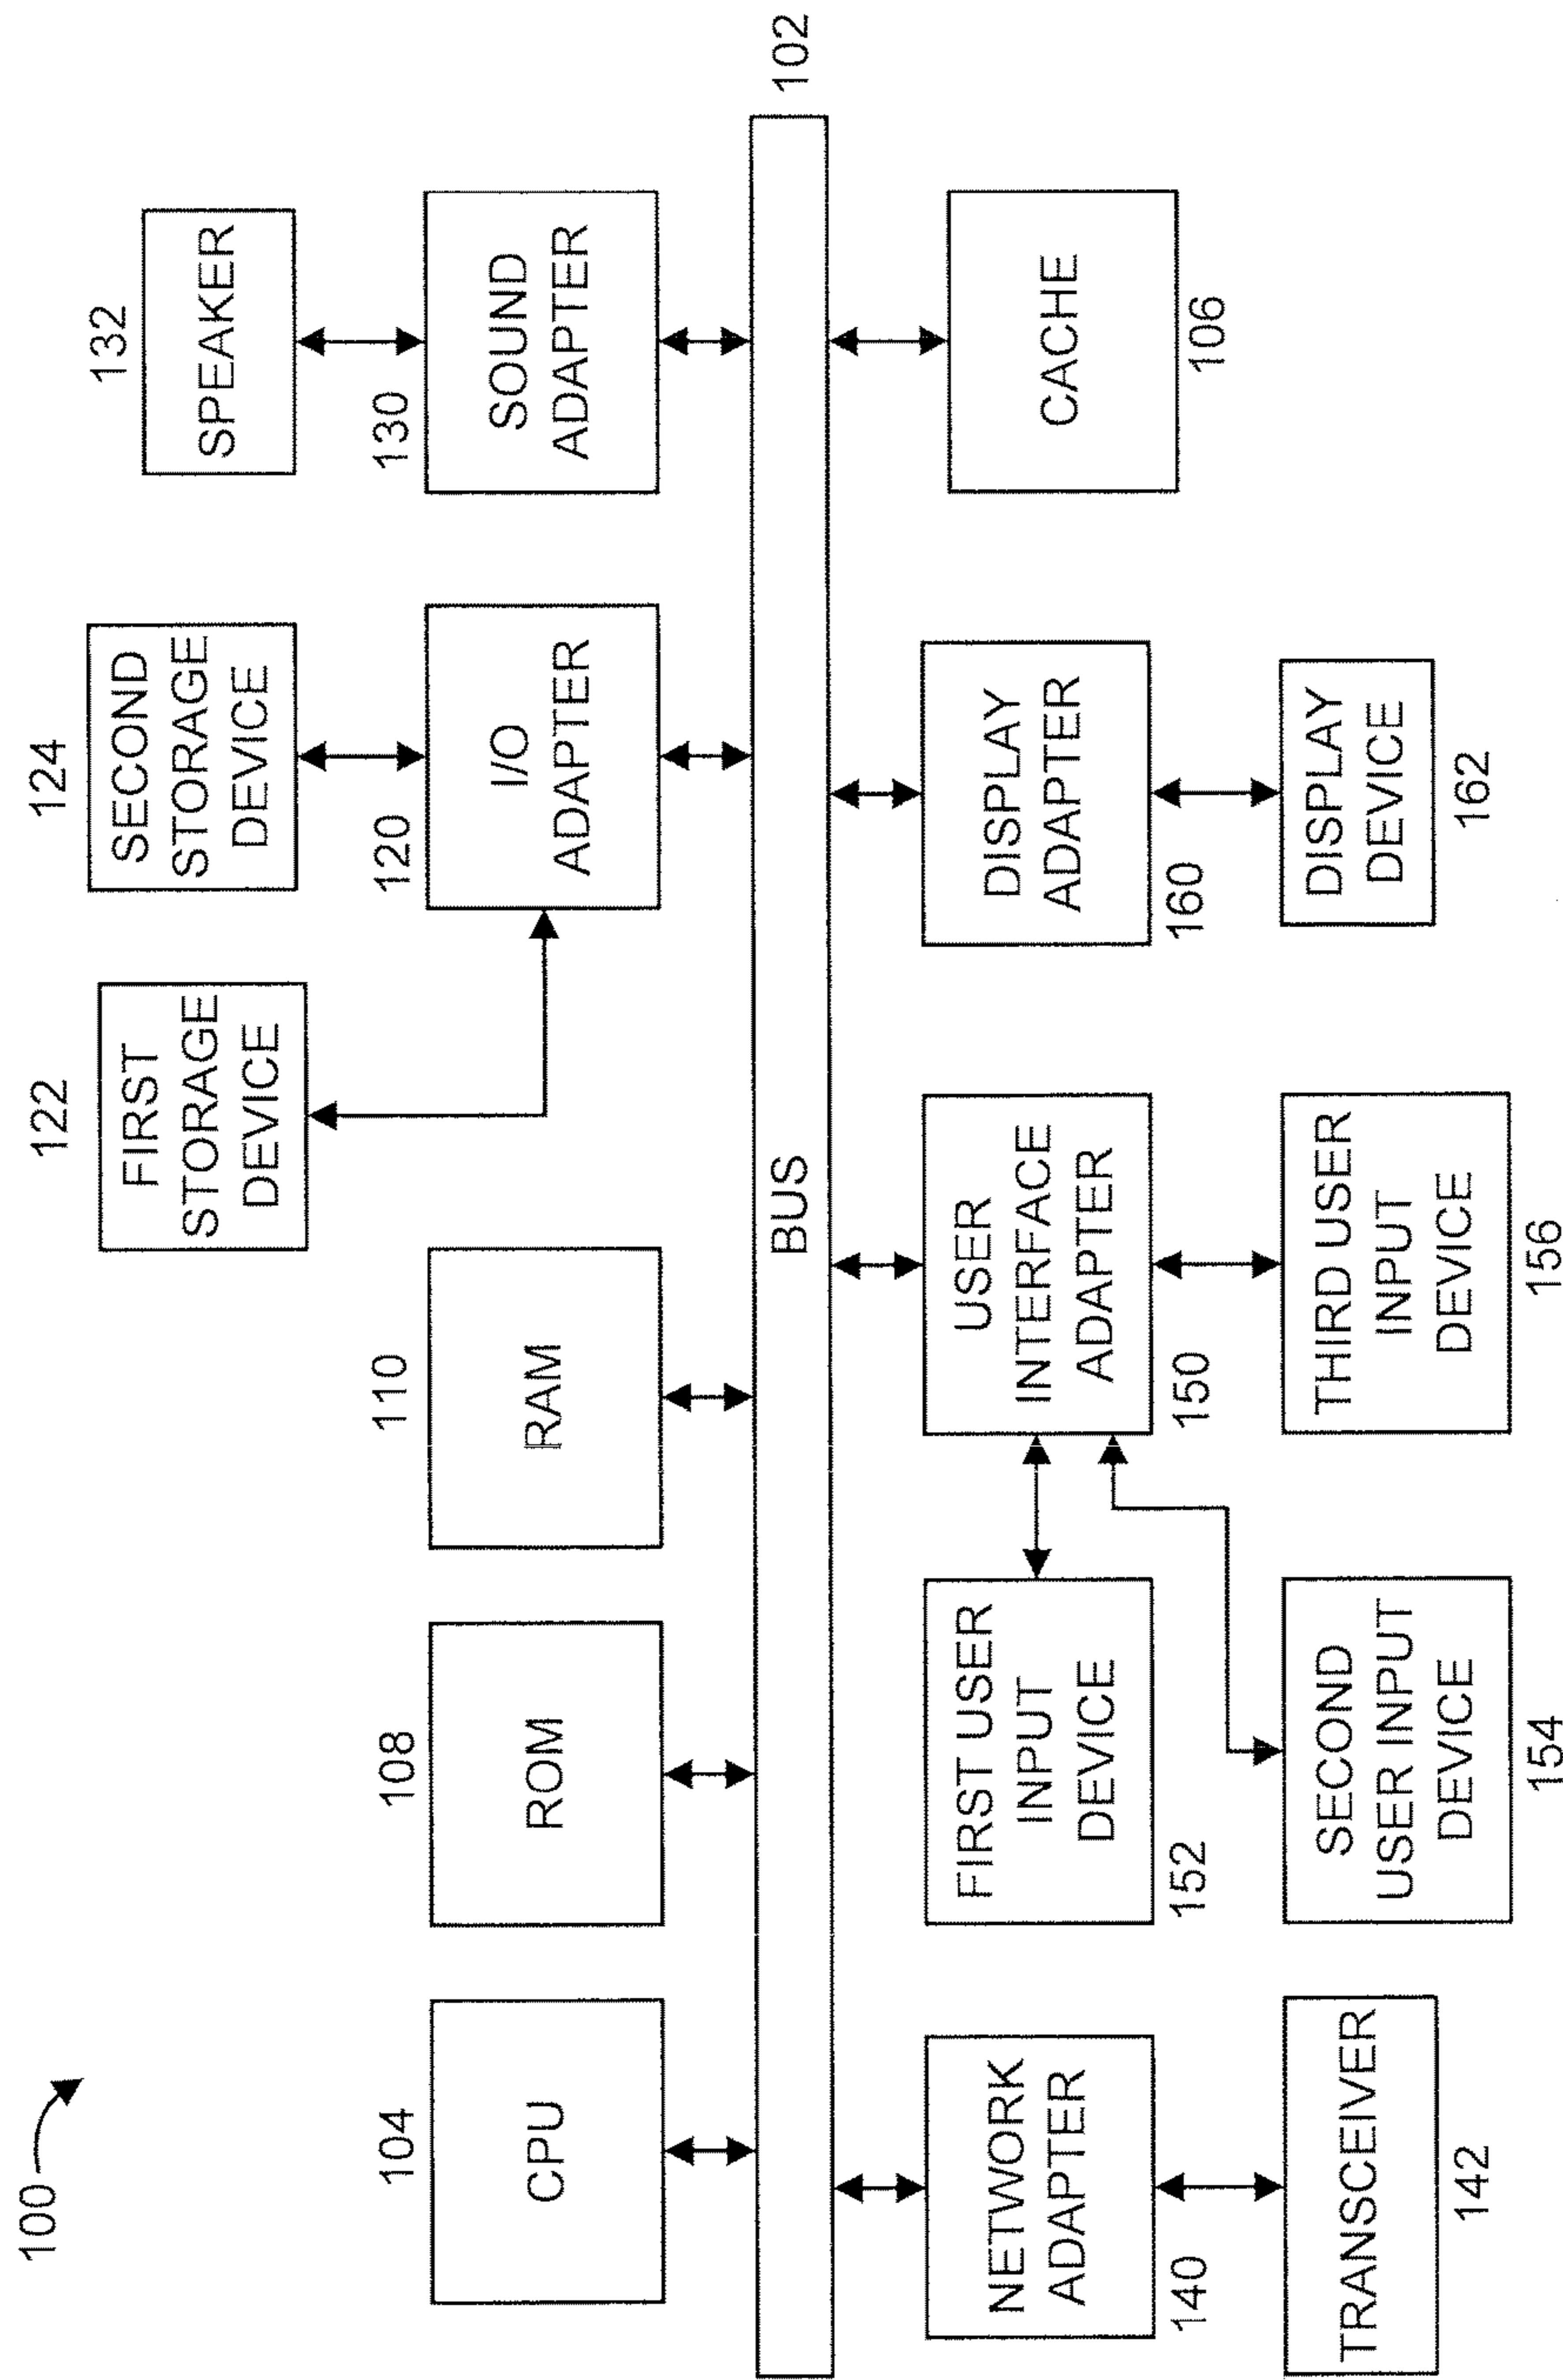 100
122
FIRST
STORAGE
DEVICE
124
SECOND
STORAGE
DEVICE
132
SPEAKER
104
CPU
108
ROM
110
RAM
120
I/O
ADAPTER
130
SOUND
ADAPTER
BUS
102
NETWORK
ADAPTER
140
FIRST USER
INPUT
DEVICE
152
USER
INTERFACE
ADAPTER
150
DISPLAY
ADAPTER
160
CACHE
106
TRANSCEIVER
142
SECOND
USER INPUT
DEVICE
154
THIRD USER
INPUT
DEVICE
156
DISPLAY
DEVICE
162